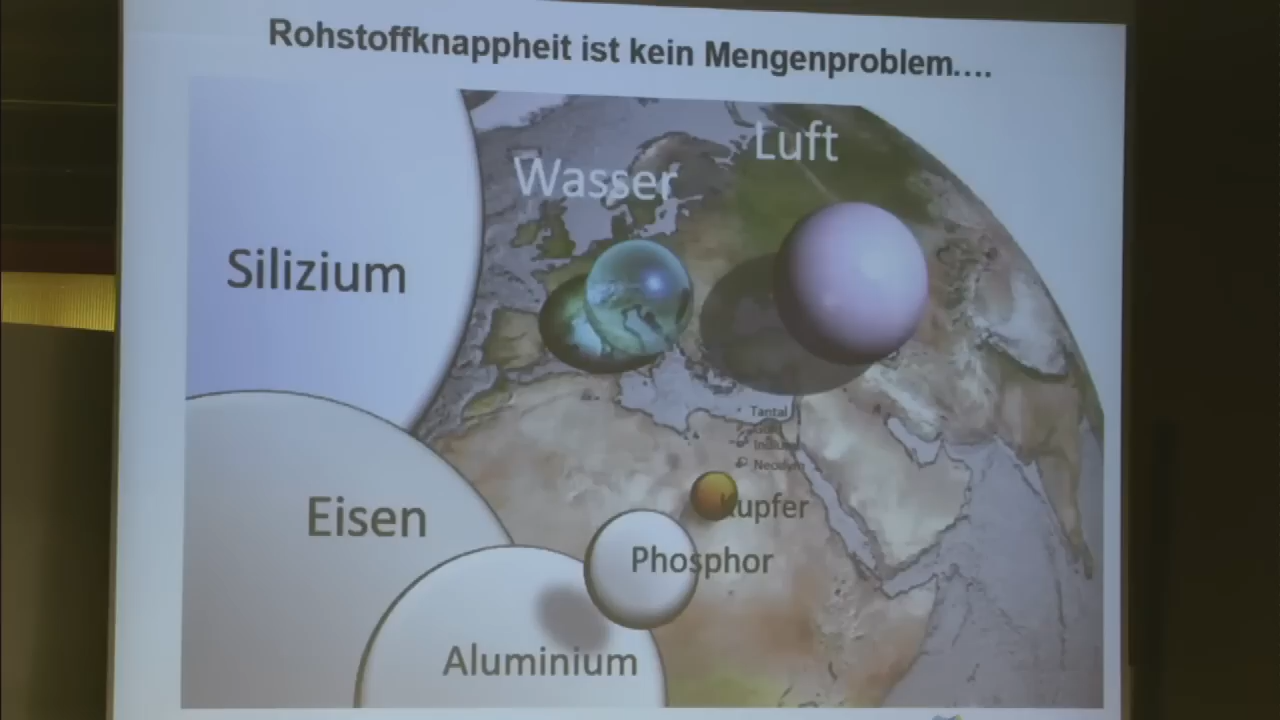 Rohstoffknappheit ist kein Mengenproblem....
Luft
Wasser
Silizium
Tantal
Indium
Neodym
Kupfer
Eisen
Phosphor
Aluminium